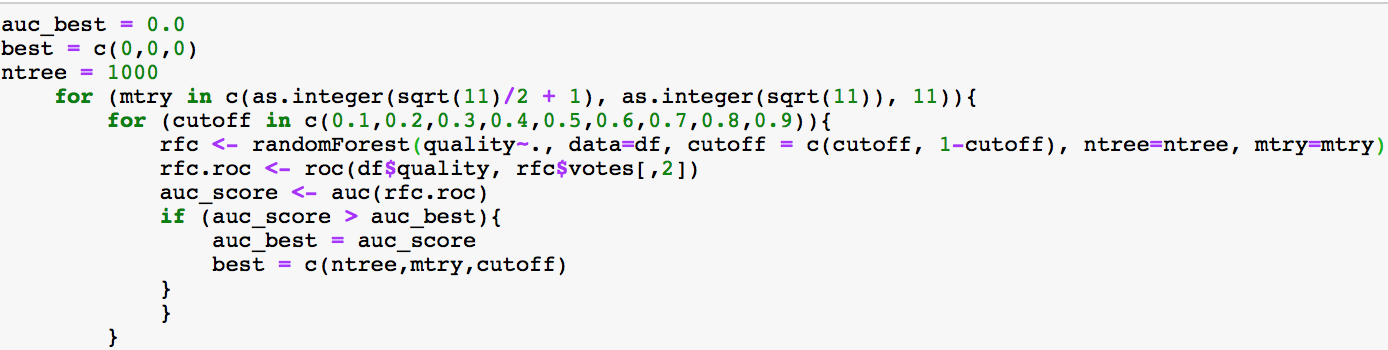 auc_best = 0.0
best = c(0,0,0)
ntree = 1000
    for (mtry in c(as.integer(sqrt(11)/2 + 1), as.integer(sqrt(11)), 11)){
        for (cutoff in c(0.1,0.2,0.3,0.4,0.5,0.6,0.7,0.8,0.9)){
            rfc <- randomForest(quality~., data=df, cutoff = c(cutoff, 1-cutoff), ntree=ntree, mtry=mtry)
            rfc.roc <- roc(df$quality, rfc$votes[,2])
            auc_score <- auc(rfc.roc)
            if (auc_score > auc_best){
                auc_best = auc_score
                best = c(ntree,mtry,cutoff)
            }
            }
        }